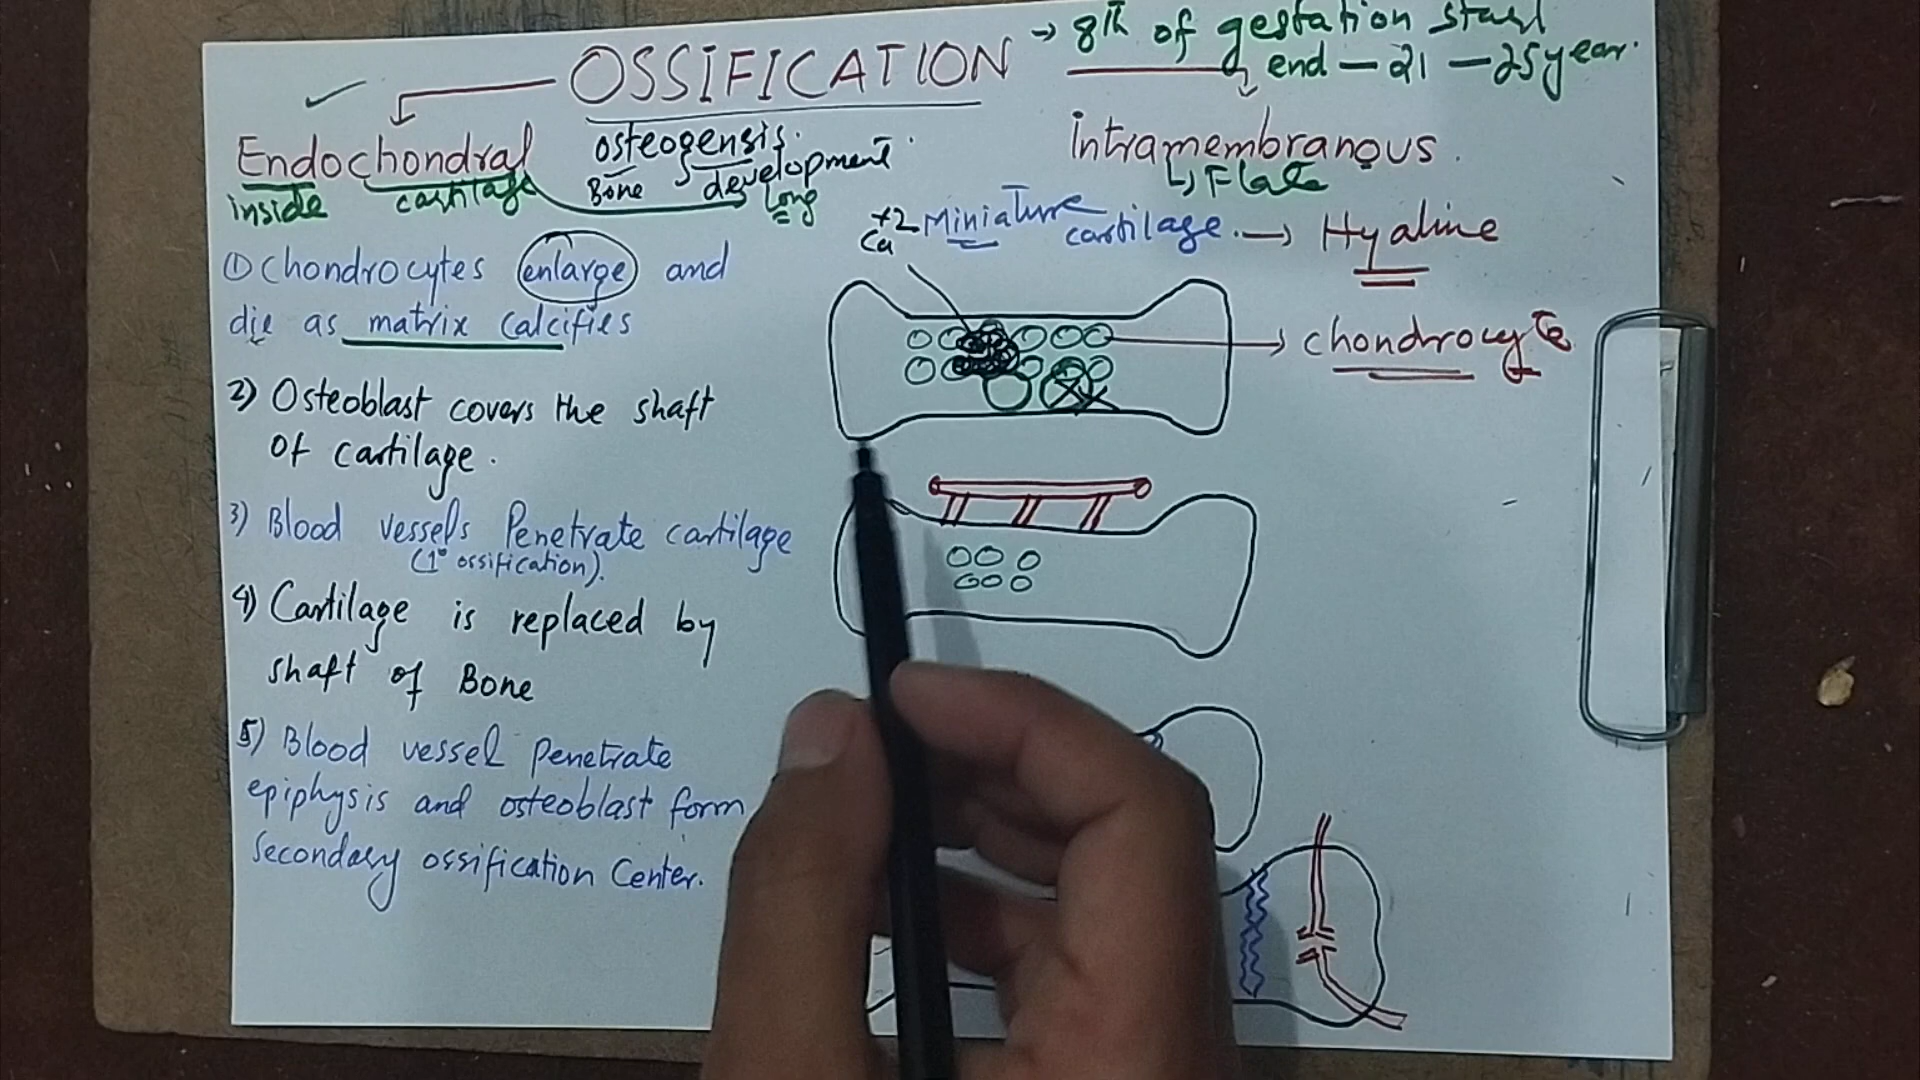 OSSIFICATION → 8th of gestation start
end — 21 — 25 year.
Endochondral
inside cartilage
osteogensis.
Bone development
long
Intramembranous.
↳ Flate
① Chondrocytes enlarge and
die as matrix calcifies
2) Osteoblast covers the shaft
of cartilage.
3) Blood vessels Penetrate cartilage
(1° ossification).
4) Cartilage is replaced by
shaft of Bone
5) Blood vessel penetrate
epiphysis and osteoblast form
Secondary ossification Center.
Ca+2
Miniature cartilage. → Hyaline
→ chondrocyte